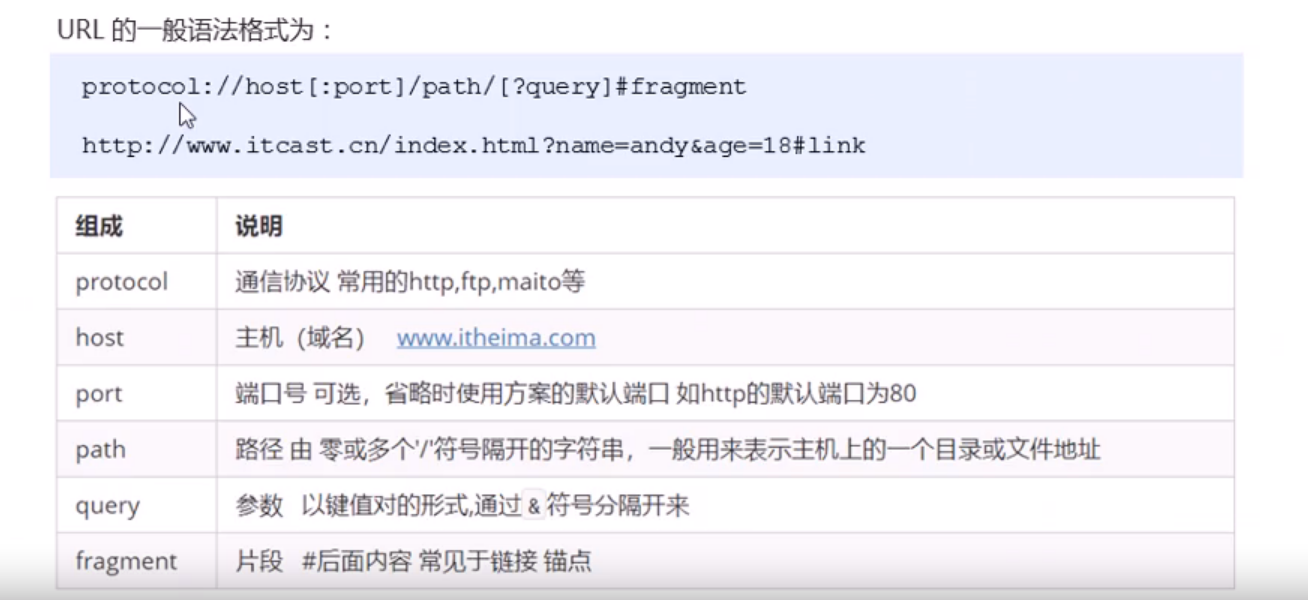 URL 的一般语法格式为：
protocol://host[:port]/path/[?query]#fragment
http://www.itcast.cn/index.html?name=andy&age=18#link
组成 说明
protocol 通信协议 常用的http,ftp,maito等
host 主机（域名） www.itheima.com
port 端口号 可选，省略时使用方案的默认端口 如http的默认端口为80
path 路径 由 零或多个'/'符号隔开的字符串，一般用来表示主机上的一个目录或文件地址
query 参数 以键值对的形式,通过 & 符号分隔开来
fragment 片段 #后面内容 常见于链接 锚点